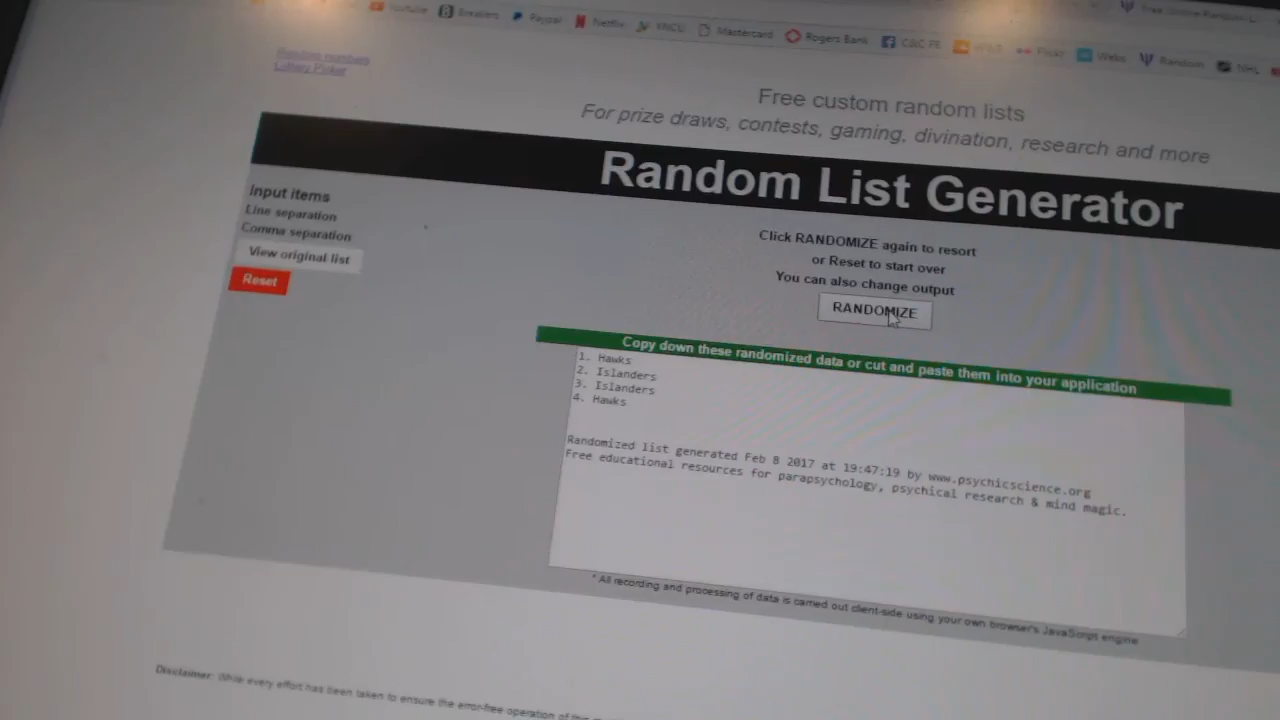 Youtube Breakers Paypal Netflix Mastercard Rogers Bank C&C FB Flickr Webs Random NHL
Random numbers
Lottery Picker
Free custom random lists
For prize draws, contests, gaming, divination, research and more
Random List Generator
Input items
Line separation
Comma separation
View original list
Reset
Click RANDOMIZE again to resort
or Reset to start over
You can also change output
RANDOMIZE
Copy down these randomized data or cut and paste them into your application
1. Hawks
2. Islanders
3. Islanders
4. Hawks
Randomized list generated Feb 8 2017 at 19:47:19 by www.psychicscience.org
Free educational resources for parapsychology, psychical research & mind magic.
* All recording and processing of data is carried out client-side using your own browser's JavaScript engine
Disclaimer: While every effort has been taken to ensure the error-free operation of this